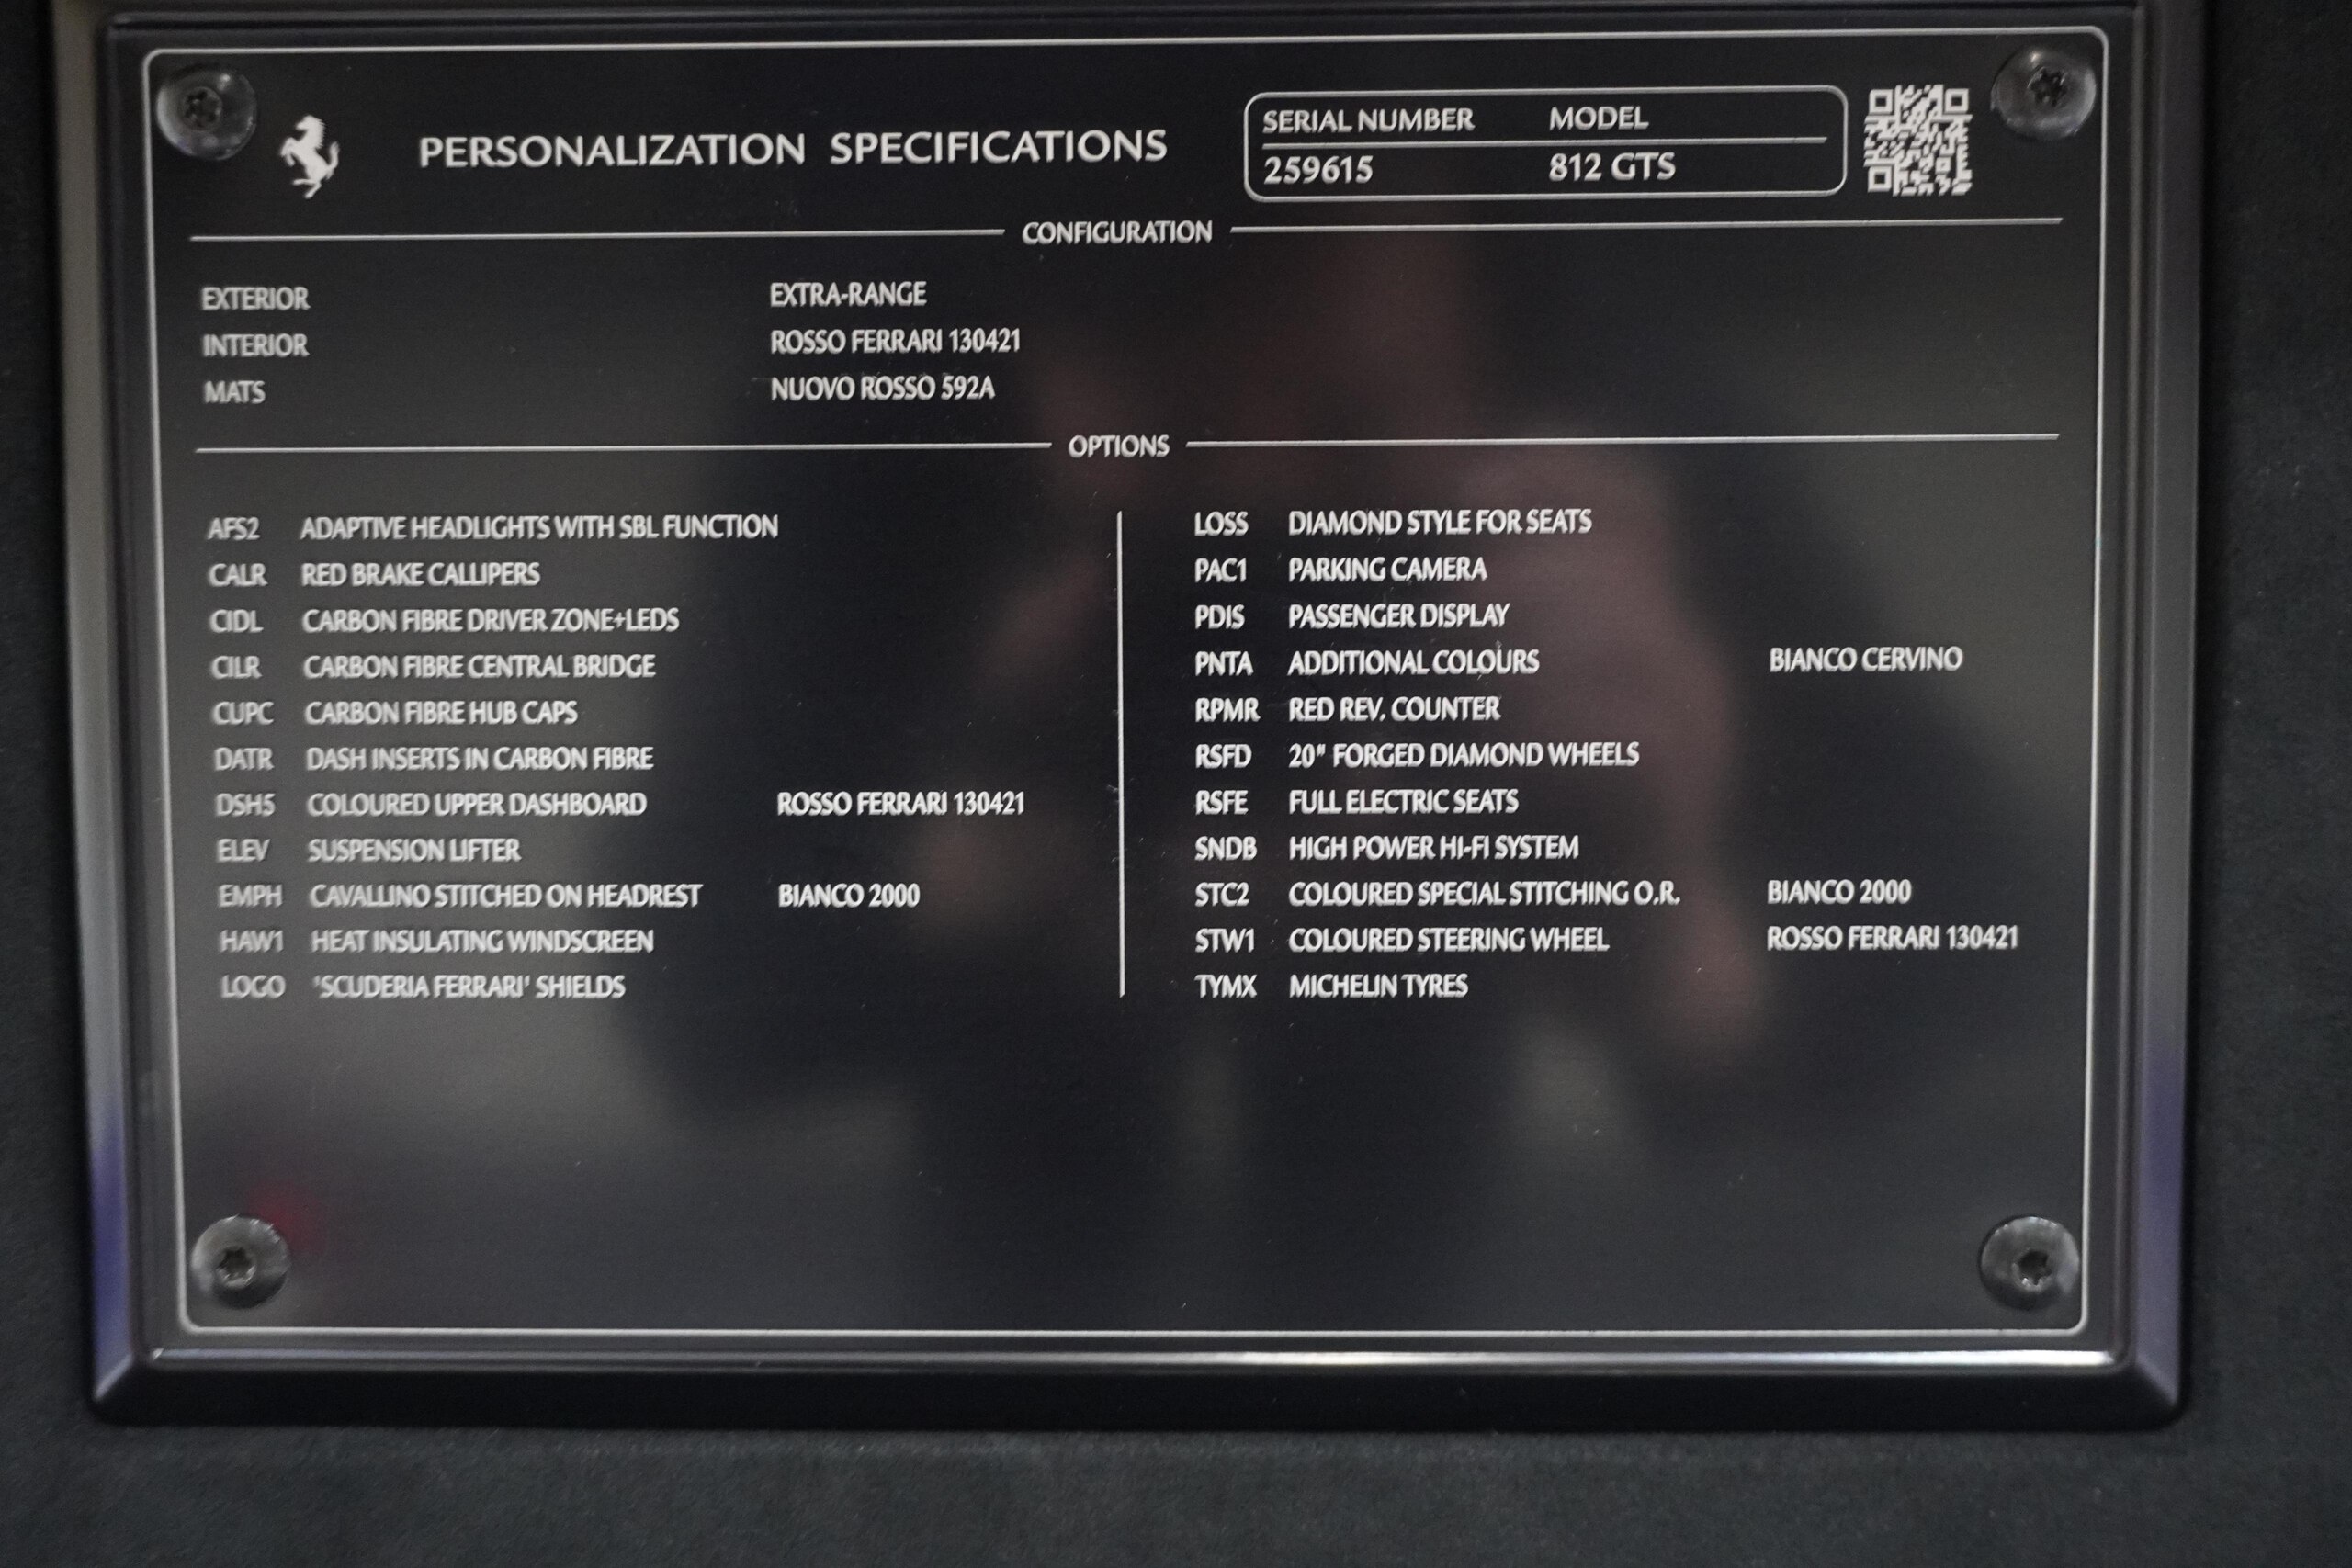 PERSONALIZATION SPECIFICATIONS
SERIAL NUMBER MODEL
259615 812 GTS
CONFIGURATION
EXTERIOR EXTRA-RANGE
INTERIOR ROSSO FERRARI 130421
MATS NUOVO ROSSO 592A
OPTIONS
AFS2 ADAPTIVE HEADLIGHTS WITH SBL FUNCTION
CALR RED BRAKE CALLIPERS
CIDL CARBON FIBRE DRIVER ZONE+LEDS
CILR CARBON FIBRE CENTRAL BRIDGE
CUPC CARBON FIBRE HUB CAPS
DATR DASH INSERTS IN CARBON FIBRE
DSH5 COLOURED UPPER DASHBOARD ROSSO FERRARI 130421
ELEV SUSPENSION LIFTER
EMPH CAVALLINO STITCHED ON HEADREST BIANCO 2000
HAW1 HEAT INSULATING WINDSCREEN
LOGO 'SCUDERIA FERRARI' SHIELDS
LOSS DIAMOND STYLE FOR SEATS
PAC1 PARKING CAMERA
PDIS PASSENGER DISPLAY
PNTA ADDITIONAL COLOURS BIANCO CERVINO
RPMR RED REV. COUNTER
RSFD 20" FORGED DIAMOND WHEELS
RSFE FULL ELECTRIC SEATS
SNDB HIGH POWER HI-FI SYSTEM
STC2 COLOURED SPECIAL STITCHING O.R. BIANCO 2000
STW1 COLOURED STEERING WHEEL ROSSO FERRARI 130421
TYMX MICHELIN TYRES